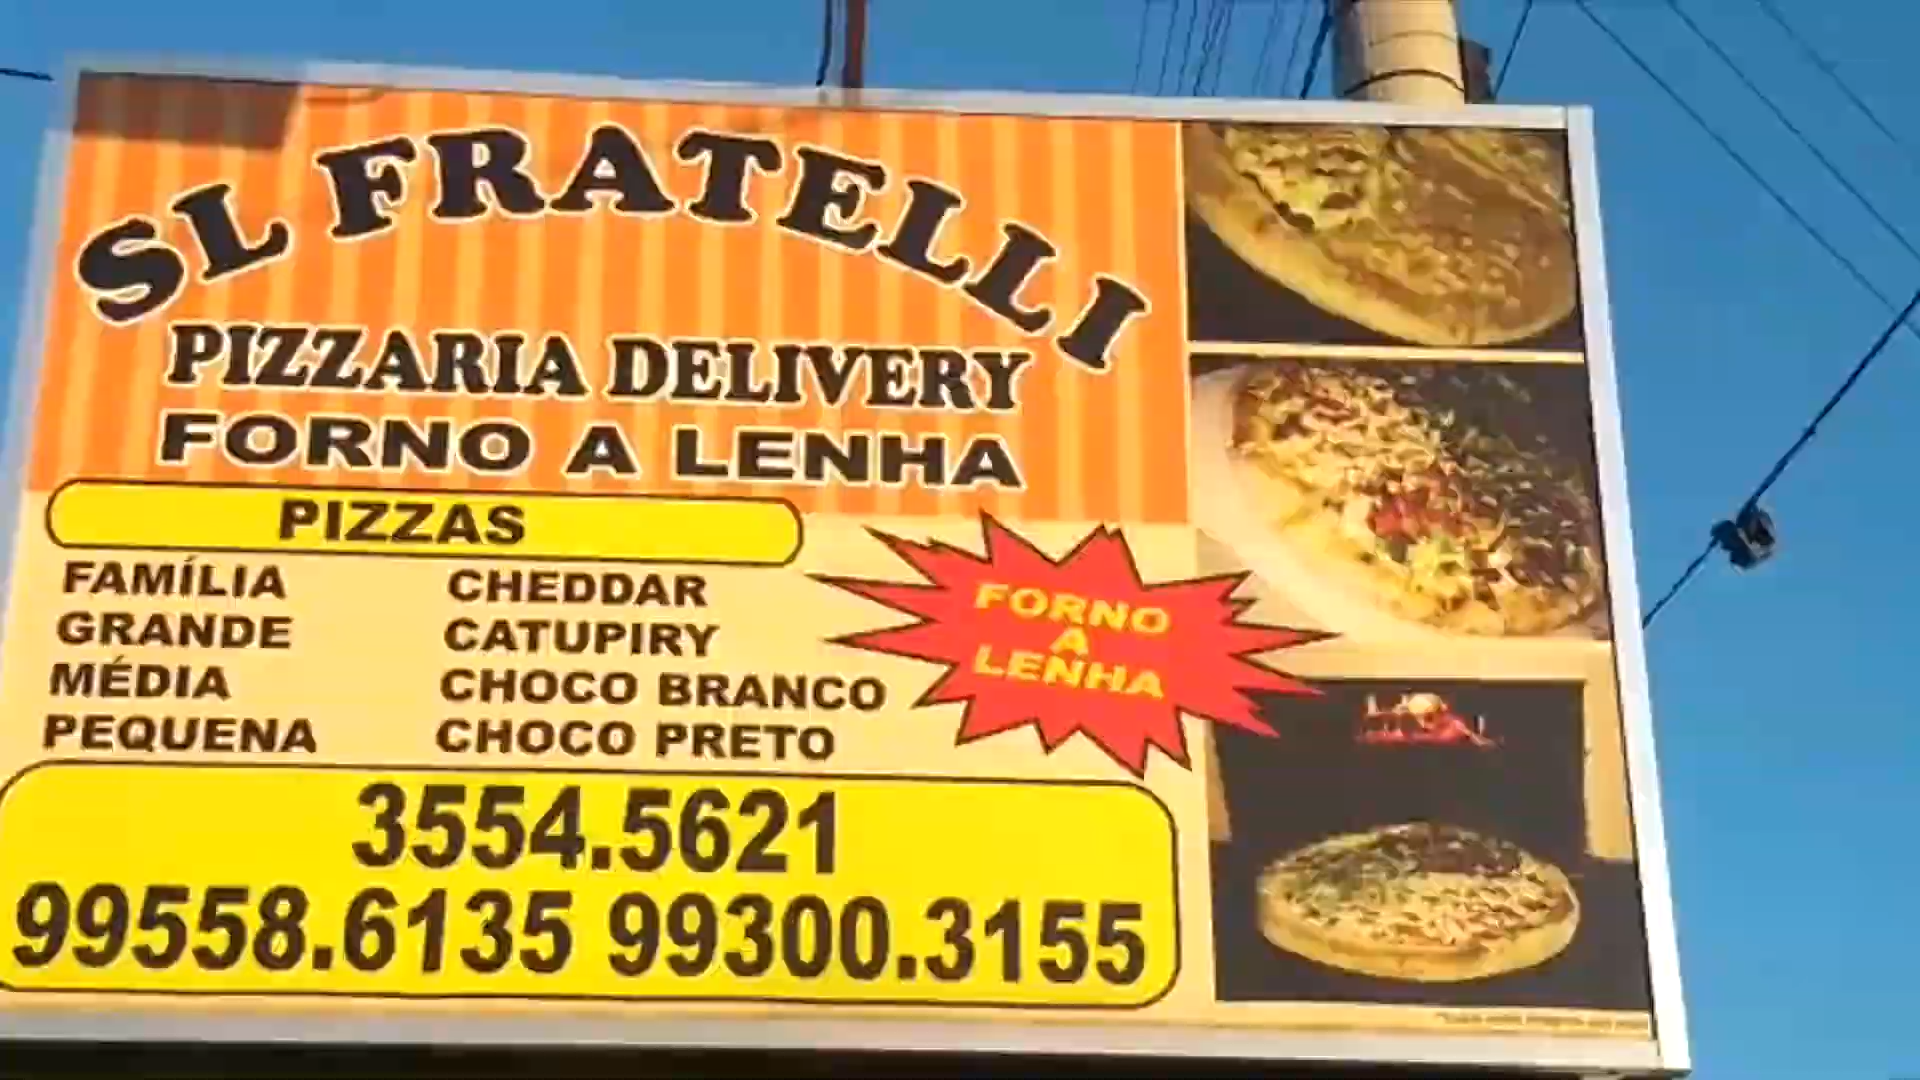 SL FRATELLI
PIZZARIA DELIVERY
FORNO A LENHA
PIZZAS
FAMÍLIA
GRANDE
MÉDIA
PEQUENA
CHEDDAR
CATUPIRY
CHOCO BRANCO
CHOCO PRETO
FORNO
A
LENHA
3554.5621
99558.6135 99300.3155